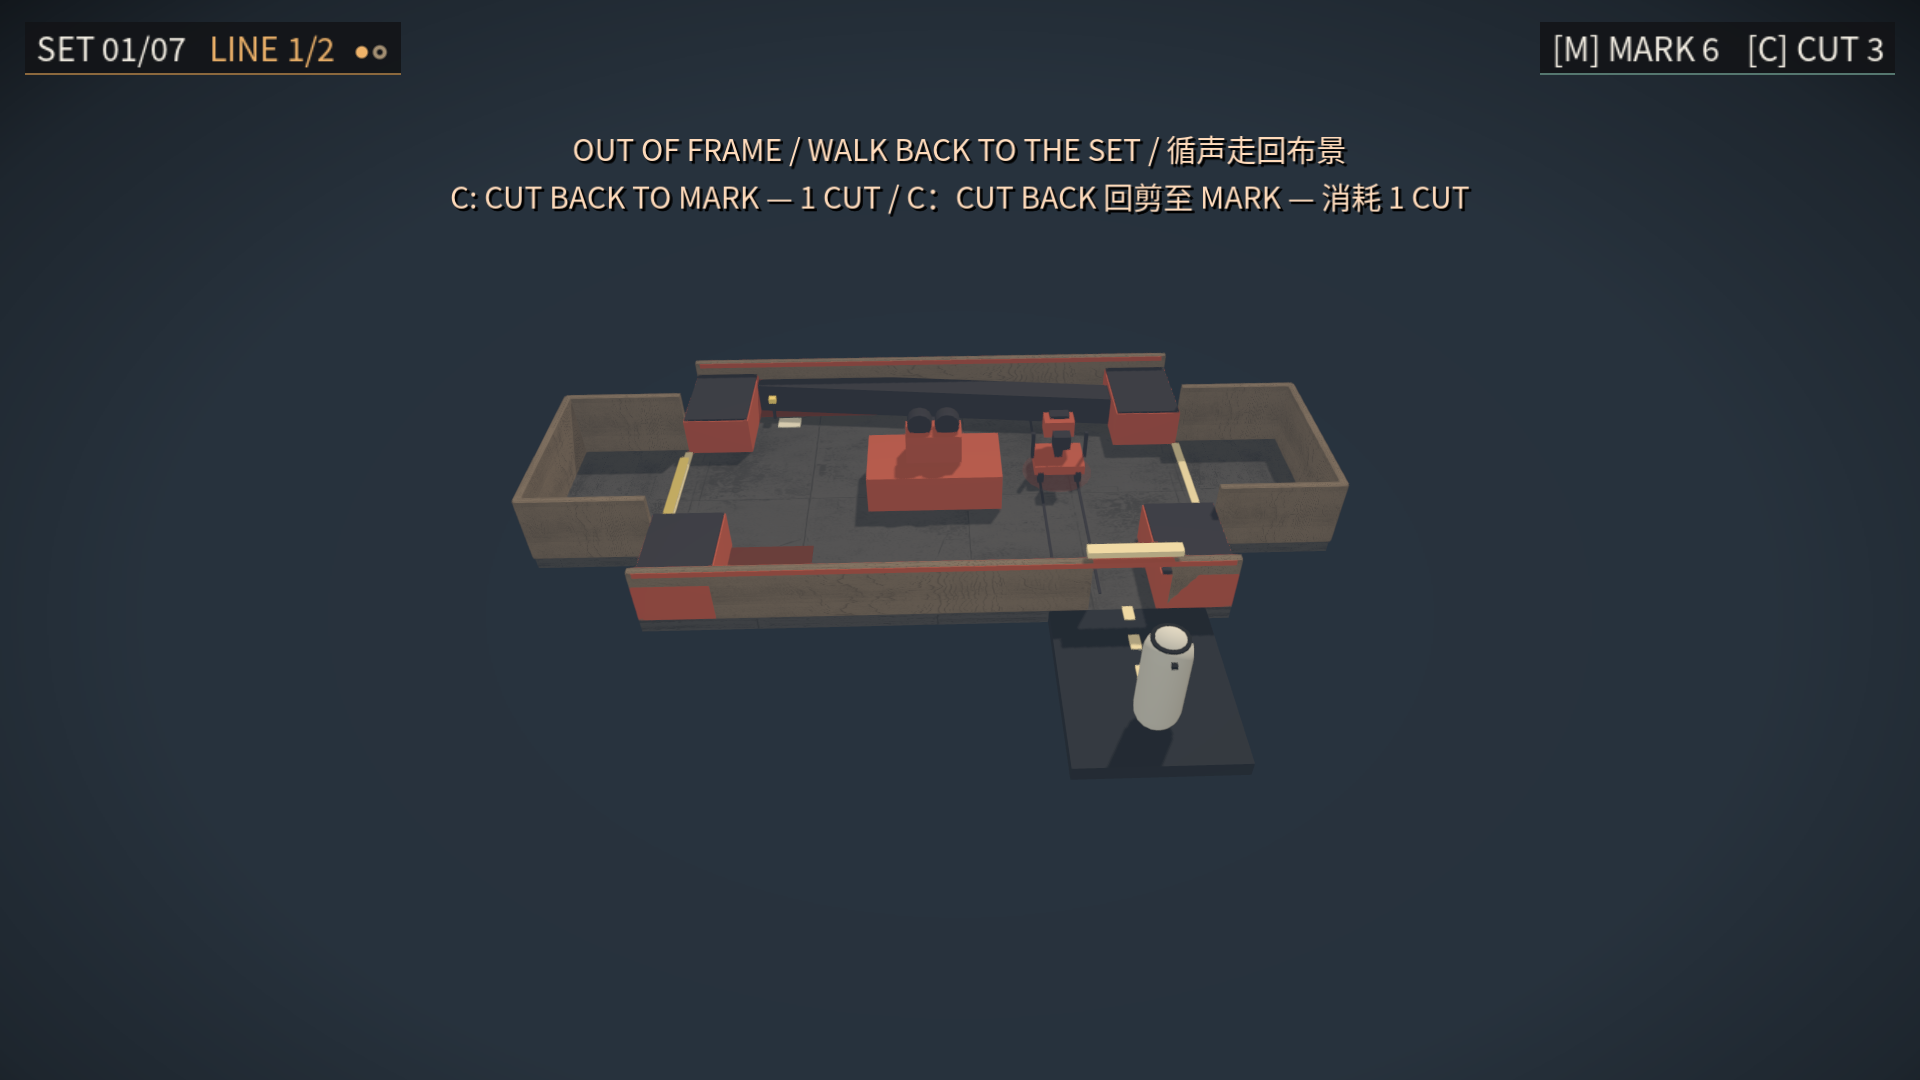 SET 01/07 LINE 1/2
[M] MARK 6 [C] CUT 3
OUT OF FRAME / WALK BACK TO THE SET / 循声走回布景
C: CUT BACK TO MARK — 1 CUT / C：CUT BACK 回剪至 MARK — 消耗 1 CUT